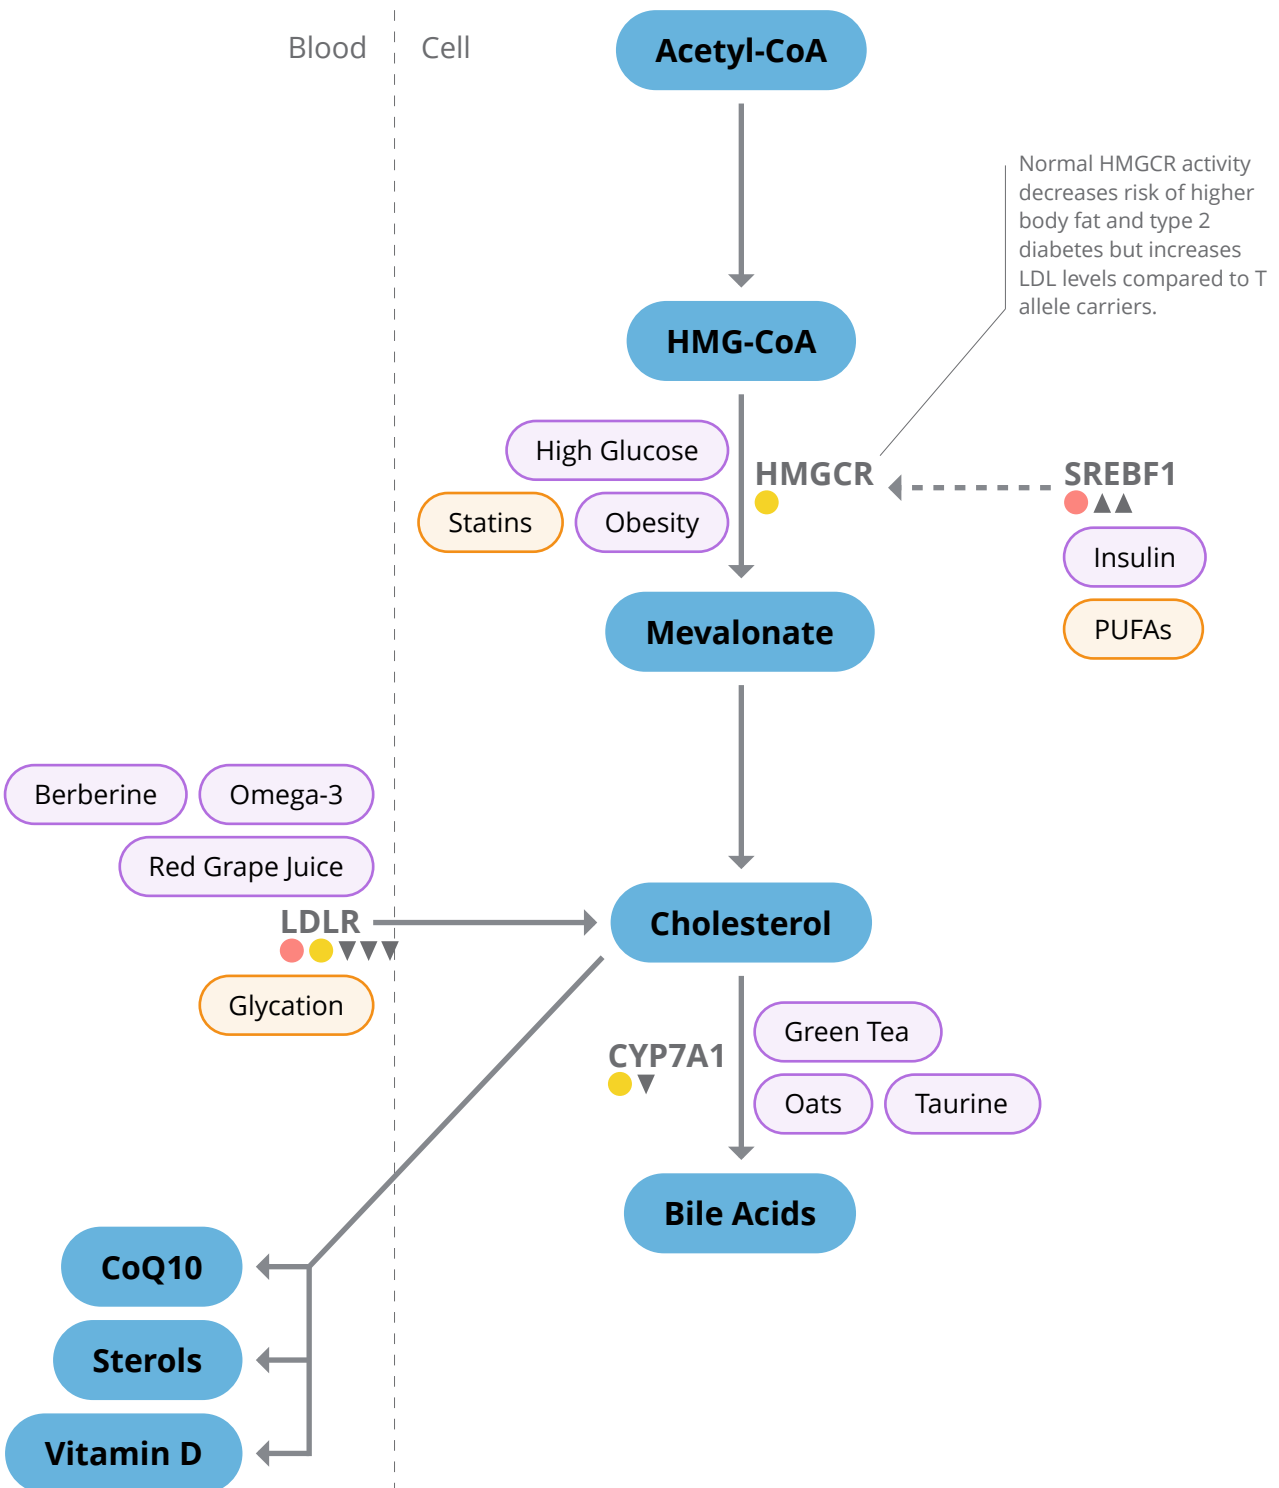 Blood
Cell
Acetyl-CoA
Normal HMGCR activity
decreases risk of higher
body fat and type 2
diabetes but increases
LDL levels compared to T
allele carriers.
HMG-CoA
High Glucose
HMGCR
SREBF1
Statins
Obesity
Insulin
PUFAs
Mevalonate
Berberine
Omega-3
Red Grape Juice
LDLR
Cholesterol
Glycation
Green Tea
CYP7A1
Oats
Taurine
Bile Acids
CoQ10
Sterols
Vitamin D